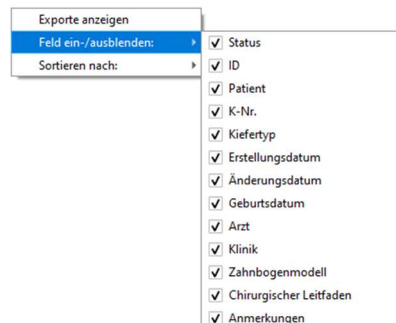 Exporte anzeigen
Feld ein-/ausblenden:
Sortieren nach:
Status
ID
Patient
K-Nr.
Kiefertyp
Erstellungsdatum
Änderungsdatum
Geburtsdatum
Arzt
Klinik
Zahnbogenmodell
Chirurgischer Leitfaden
Anmerkungen